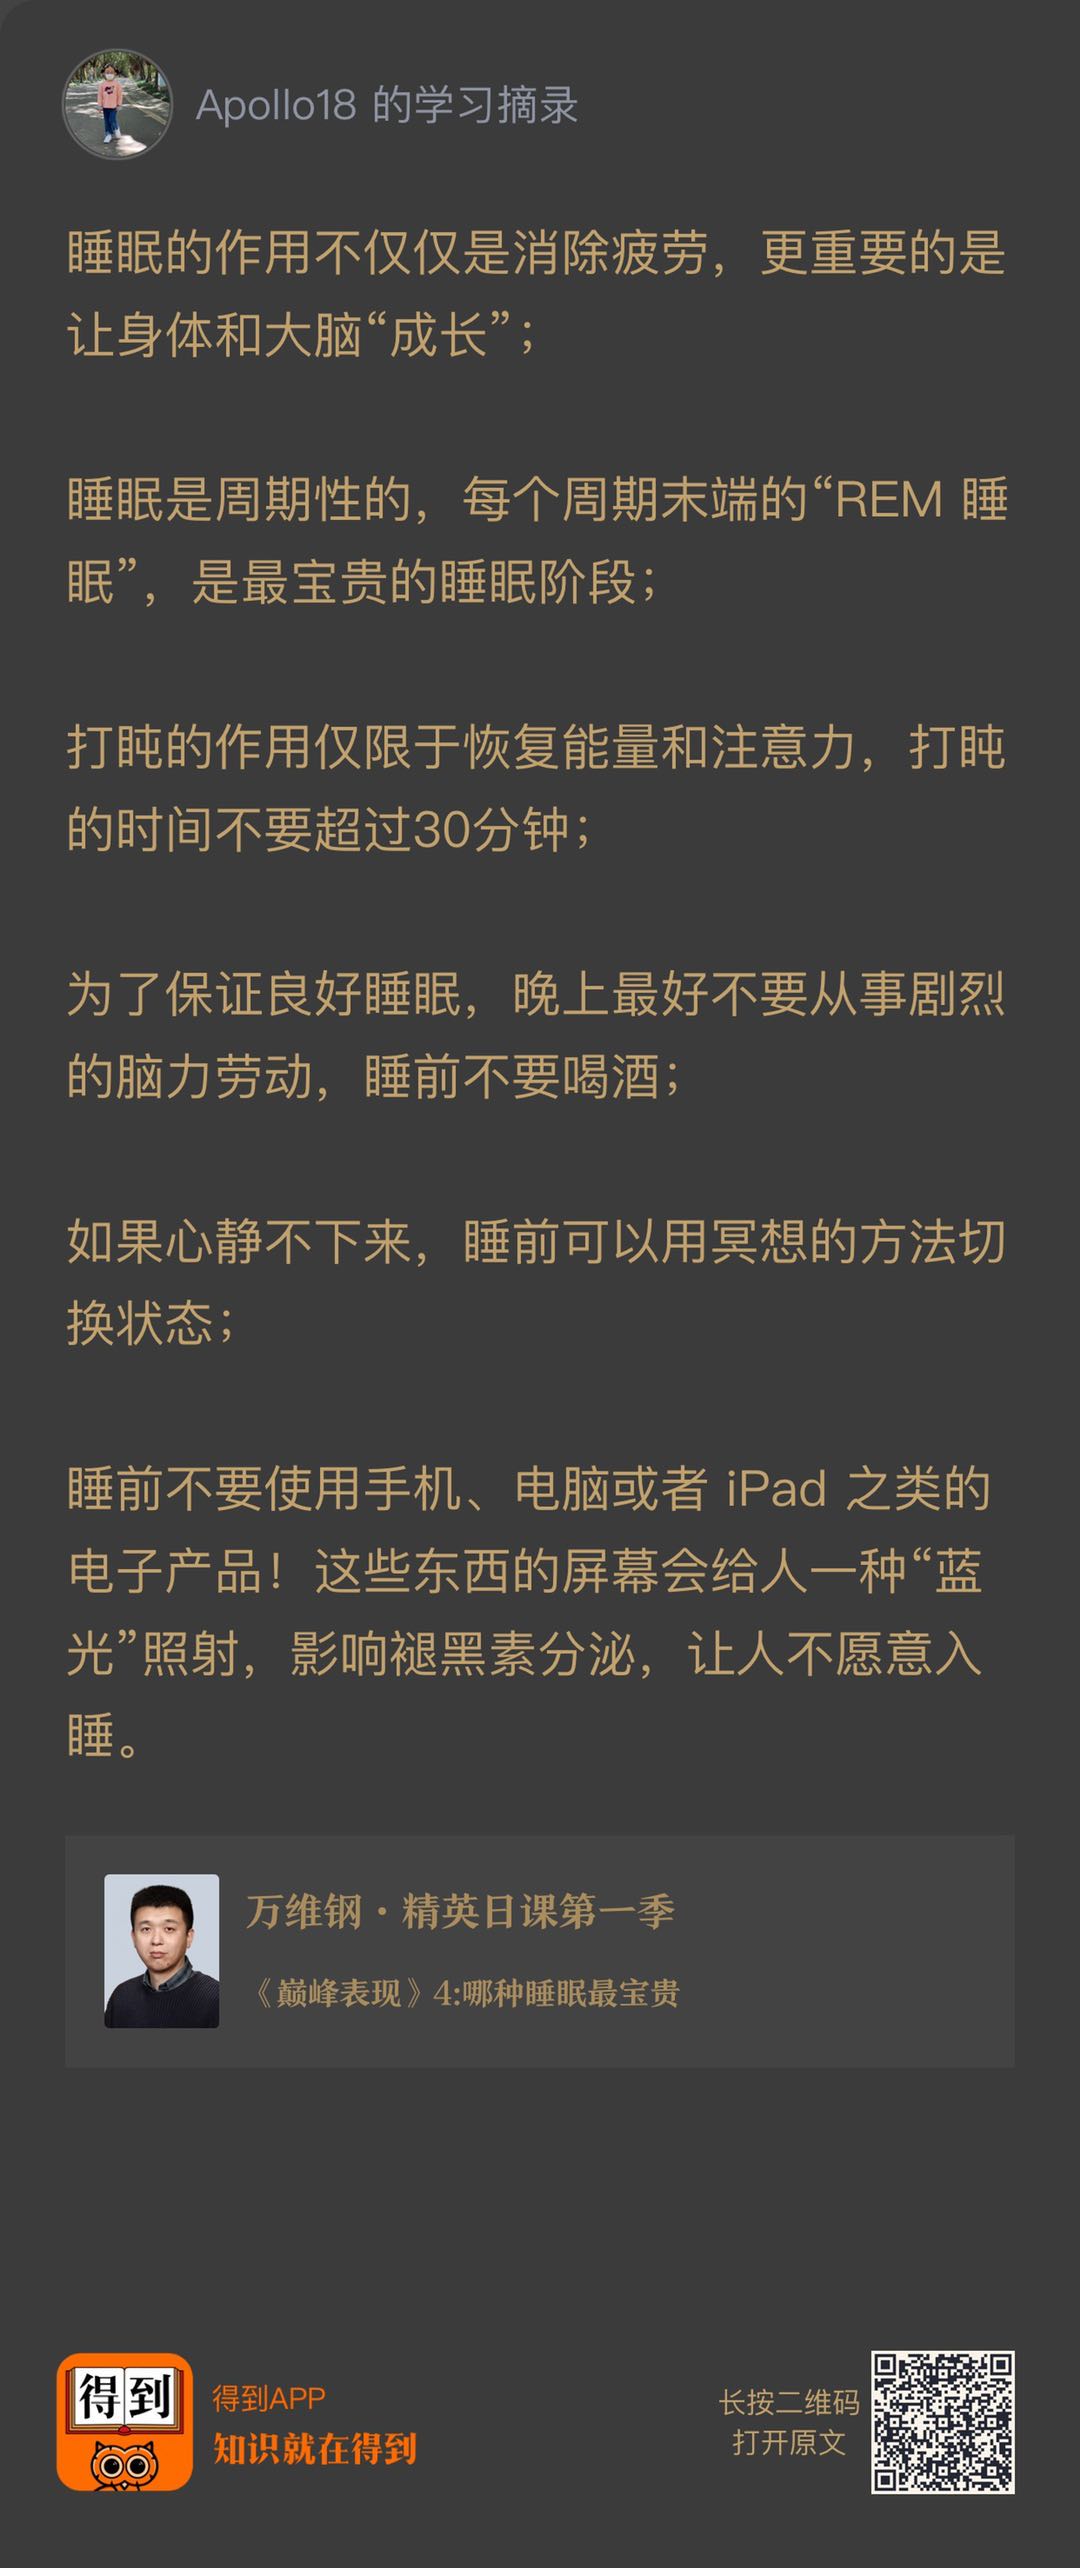 Apollo18 的学习摘录
睡眠的作用不仅仅是消除疲劳，更重要的是
让身体和大脑“成长”；
睡眠是周期性的，每个周期末端的“REM 睡
眠”，是最宝贵的睡眠阶段；
打盹的作用仅限于恢复能量和注意力，打盹
的时间不要超过30分钟；
为了保证良好睡眠，晚上最好不要从事剧烈
的脑力劳动，睡前不要喝酒；
如果心静不下来，睡前可以用冥想的方法切
换状态；
睡前不要使用手机、电脑或者 iPad 之类的
电子产品！这些东西的屏幕会给人一种“蓝
光”照射，影响褪黑素分泌，让人不愿意入
睡。
万维钢·精英日课第一季
《巅峰表现》4:哪种睡眠最宝贵
得到
得到APP
知识就在得到
长按二维码
打开原文